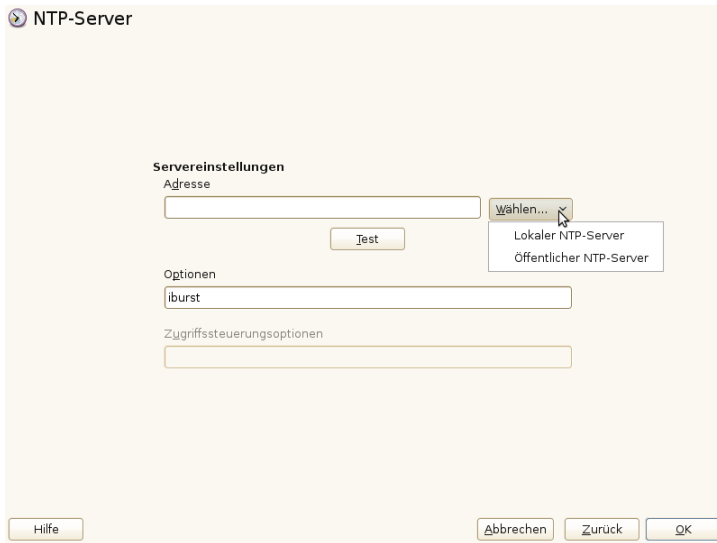 NTP-Server
Servereinstellungen
Adresse
Wählen...
Lokaler NTP-Server
Öffentlicher NTP-Server
Test
Optionen
iburst
Zugriffssteuerungsoptionen
Hilfe
Abbrechen
Zurück
OK